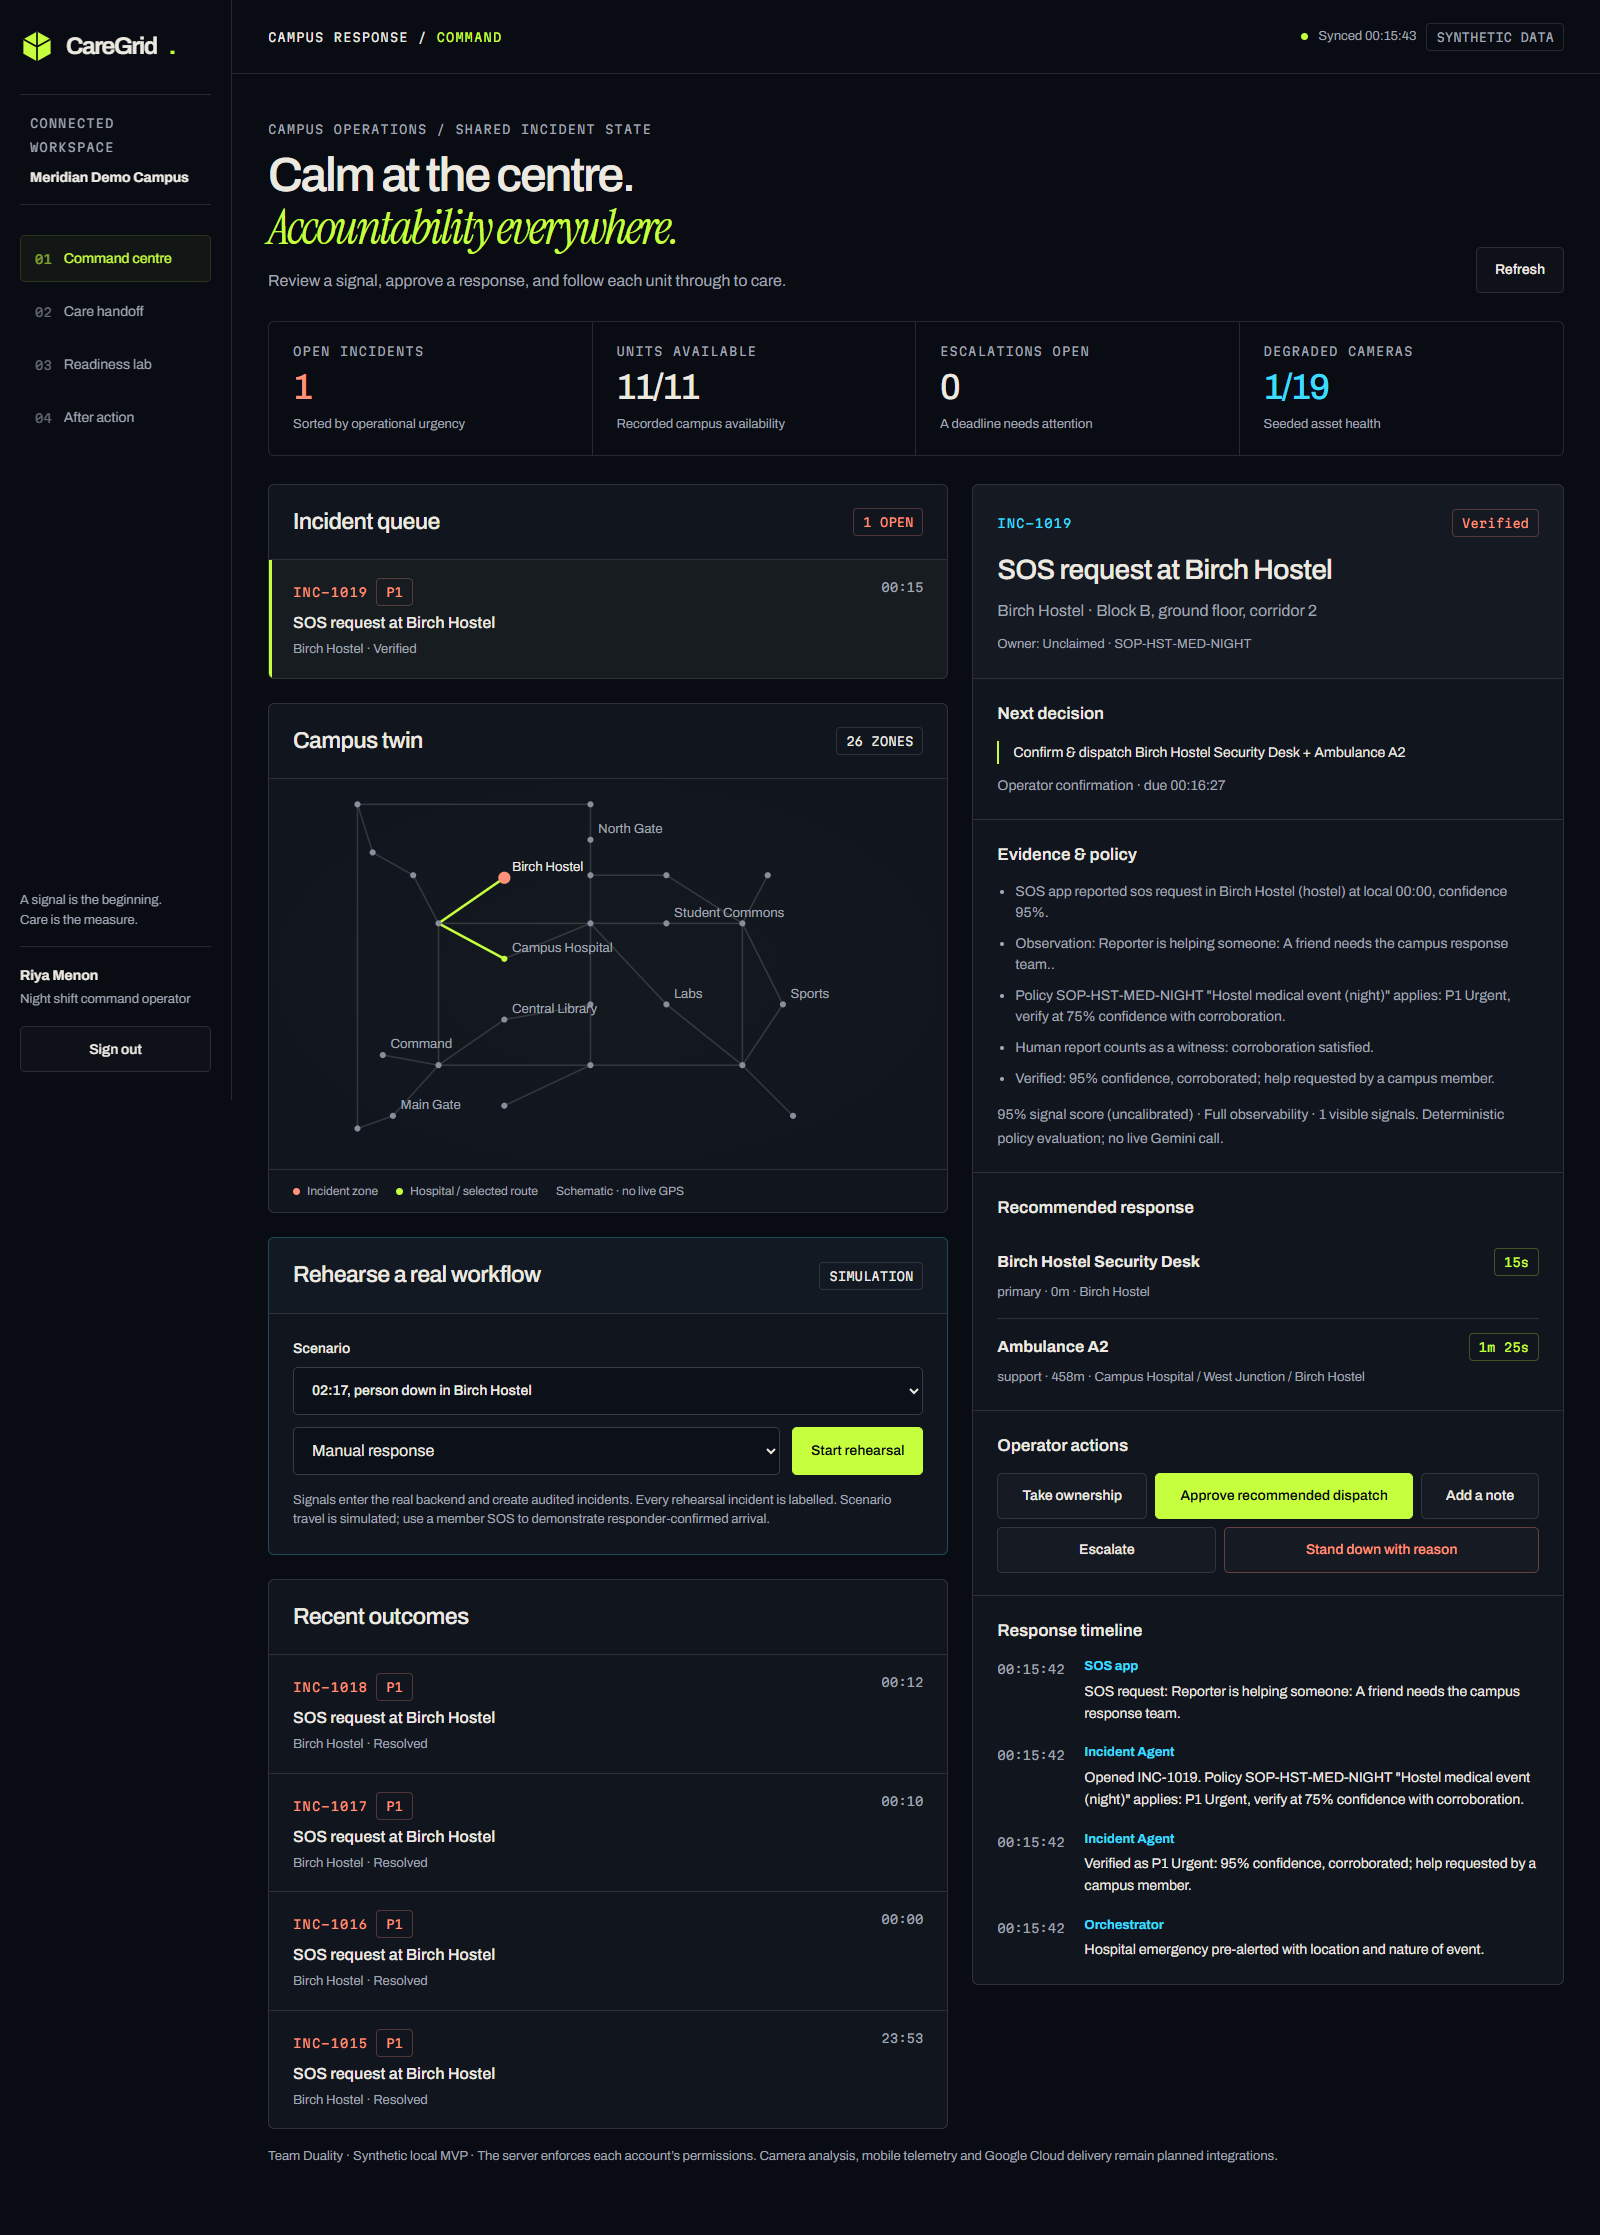 CareGrid.
CONNECTED
WORKSPACE
Meridian Demo Campus
01 Command centre
02 Care handoff
03 Readiness lab
04 After action
A signal is the beginning.
Care is the measure.
Riya Menon
Night shift command operator
Sign out
CAMPUS RESPONSE / COMMAND
Synced 00:15:43
SYNTHETIC DATA
CAMPUS OPERATIONS / SHARED INCIDENT STATE
Calm at the centre.
Accountability everywhere.
Review a signal, approve a response, and follow each unit through to care.
Refresh
OPEN INCIDENTS
1
Sorted by operational urgency
UNITS AVAILABLE
11/11
Recorded campus availability
ESCALATIONS OPEN
0
A deadline needs attention
DEGRADED CAMERAS
1/19
Seeded asset health
Incident queue
1 OPEN
INC-1019 P1 00:15
SOS request at Birch Hostel
Birch Hostel · Verified
Campus twin
26 ZONES
North Gate
Birch Hostel
Student Commons
Campus Hospital
Labs
Sports
Central Library
Command
Main Gate
Incident zone
Hospital / selected route
Schematic · no live GPS
Rehearse a real workflow
SIMULATION
Scenario
02:17, person down in Birch Hostel
Manual response
Start rehearsal
Signals enter the real backend and create audited incidents. Every rehearsal incident is labelled. Scenario
travel is simulated; use a member SOS to demonstrate responder-confirmed arrival.
Recent outcomes
INC-1018 P1 00:12
SOS request at Birch Hostel
Birch Hostel · Resolved
INC-1017 P1 00:10
SOS request at Birch Hostel
Birch Hostel · Resolved
INC-1016 P1 00:00
SOS request at Birch Hostel
Birch Hostel · Resolved
INC-1015 P1 23:53
SOS request at Birch Hostel
Birch Hostel · Resolved
INC-1019
Verified
SOS request at Birch Hostel
Birch Hostel · Block B, ground floor, corridor 2
Owner: Unclaimed · SOP-HST-MED-NIGHT
Next decision
Confirm & dispatch Birch Hostel Security Desk + Ambulance A2
Operator confirmation · due 00:16:27
Evidence & policy
• SOS app reported sos request in Birch Hostel (hostel) at local 00:00, confidence
95%.
• Observation: Reporter is helping someone: A friend needs the campus response
team..
• Policy SOP-HST-MED-NIGHT "Hostel medical event (night)" applies: P1 Urgent,
verify at 75% confidence with corroboration.
• Human report counts as a witness: corroboration satisfied.
• Verified: 95% confidence, corroborated; help requested by a campus member.
95% signal score (uncalibrated) · Full observability · 1 visible signals. Deterministic
policy evaluation; no live Gemini call.
Recommended response
Birch Hostel Security Desk
15s
primary · 0m · Birch Hostel
Ambulance A2
1m 25s
support · 458m · Campus Hospital / West Junction / Birch Hostel
Operator actions
Take ownership
Approve recommended dispatch
Add a note
Escalate
Stand down with reason
Response timeline
00:15:42 SOS app
SOS request: Reporter is helping someone: A friend needs the campus
response team.
00:15:42 Incident Agent
Opened INC-1019. Policy SOP-HST-MED-NIGHT "Hostel medical event
(night)" applies: P1 Urgent, verify at 75% confidence with corroboration.
00:15:42 Incident Agent
Verified as P1 Urgent: 95% confidence, corroborated; help requested by a
campus member.
00:15:42 Orchestrator
Hospital emergency pre-alerted with location and nature of event.
Team Duality · Synthetic local MVP · The server enforces each account's permissions. Camera analysis, mobile telemetry and Google Cloud delivery remain planned integrations.